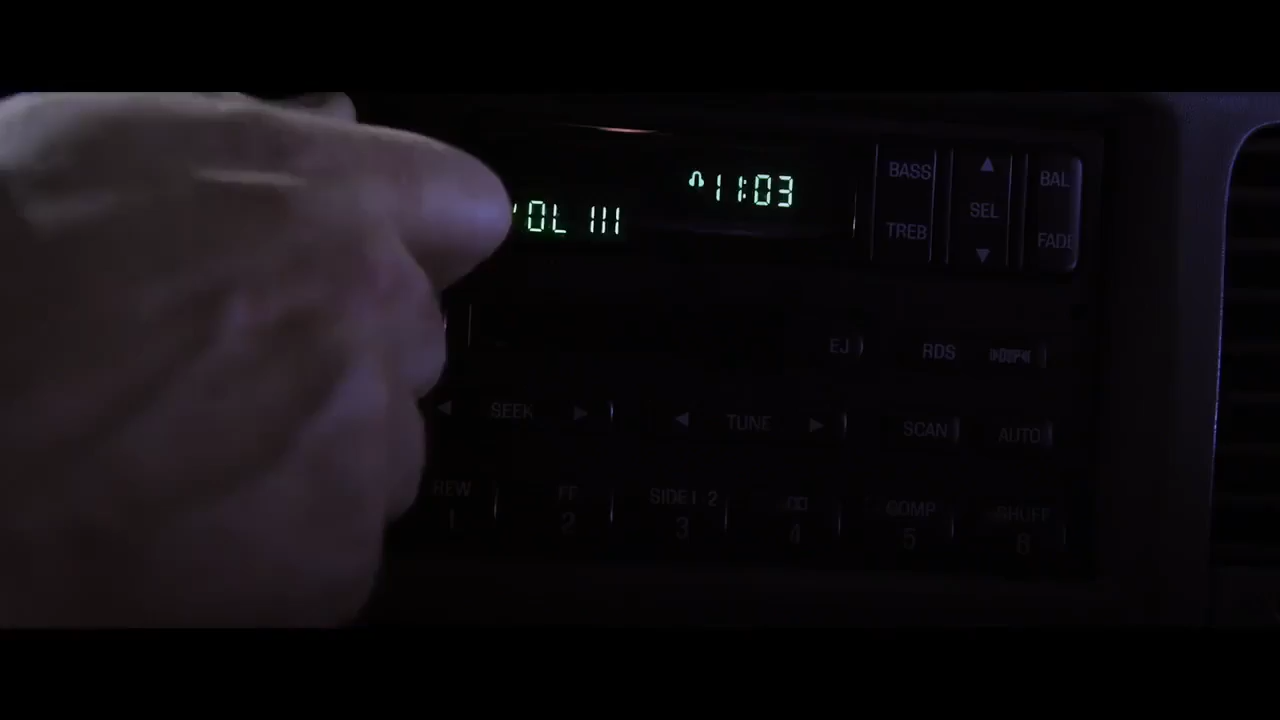 11:03
VOL III
BASS
TREB
SEL
BAL
FADE
EJ
RDS
SEEK
TUNE
SCAN
AUTO
REW
1
FF
2
SIDE 1-2
3
4
COMP
5
SHUFF
6